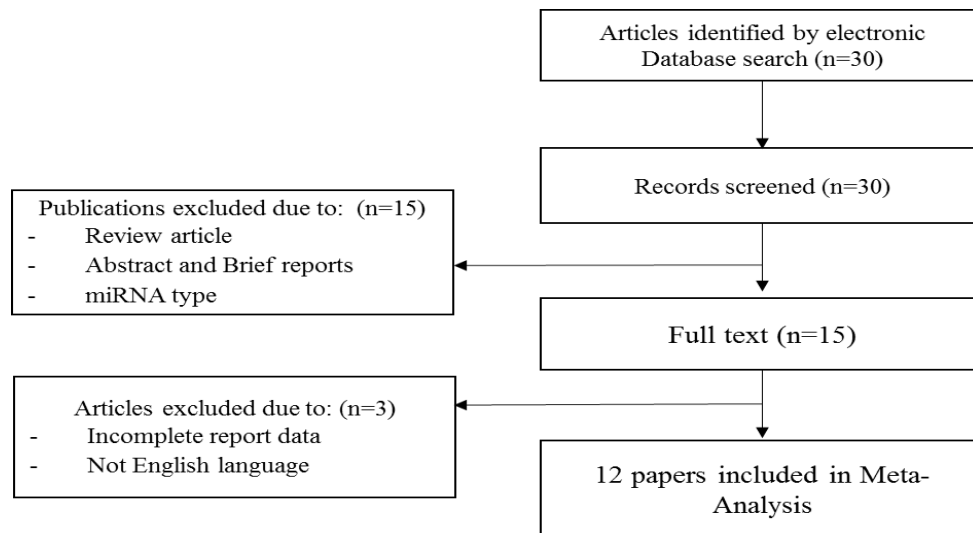 Articles identified by electronic
Database search (n=30)
Records screened (n=30)
Publications excluded due to: (n=15)
- Review article
- Abstract and Brief reports
- miRNA type
Full text (n=15)
Articles excluded due to: (n=3)
- Incomplete report data
- Not English language
12 papers included in Meta-
Analysis